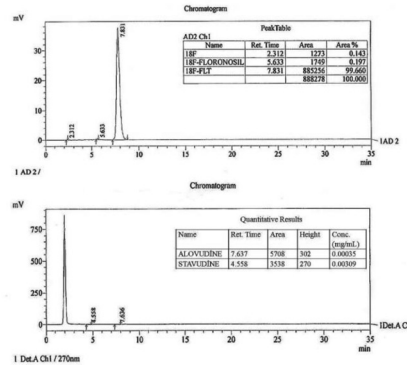 Chromatogram
mV
PeakTable
AD2 Ch1
Name Ret. Time Area Area %
18F 2.312 1273 0.143
18F-FLORONOSIL 5.633 1749 0.197
18F-FLT 7.831 885256 99.660
888278 100.000
30
20
10
0
2.312
5.633
7.831
1AD 2
0 5 10 15 20 25 30 35
min
1 AD 2/
Chromatogram
mV
Quantitative Results
Name Ret. Time Area Height Conc. (mg/mL)
ALOVUDİNE 7.637 5708 302 0.00035
STAVUDİNE 4.558 3538 270 0.00309
750
500
250
0
4.558
7.636
1Det.A C
0 5 10 15 20 25 30 35
min
1 Det.A Ch1 / 270nm